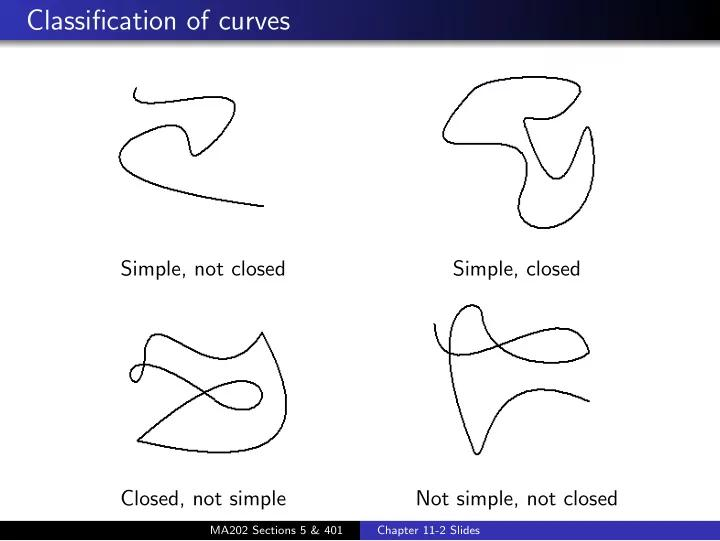 Classification of curves
Simple, not closed
Simple, closed
Closed, not simple
Not simple, not closed
MA202 Sections 5 & 401
Chapter 11-2 Slides